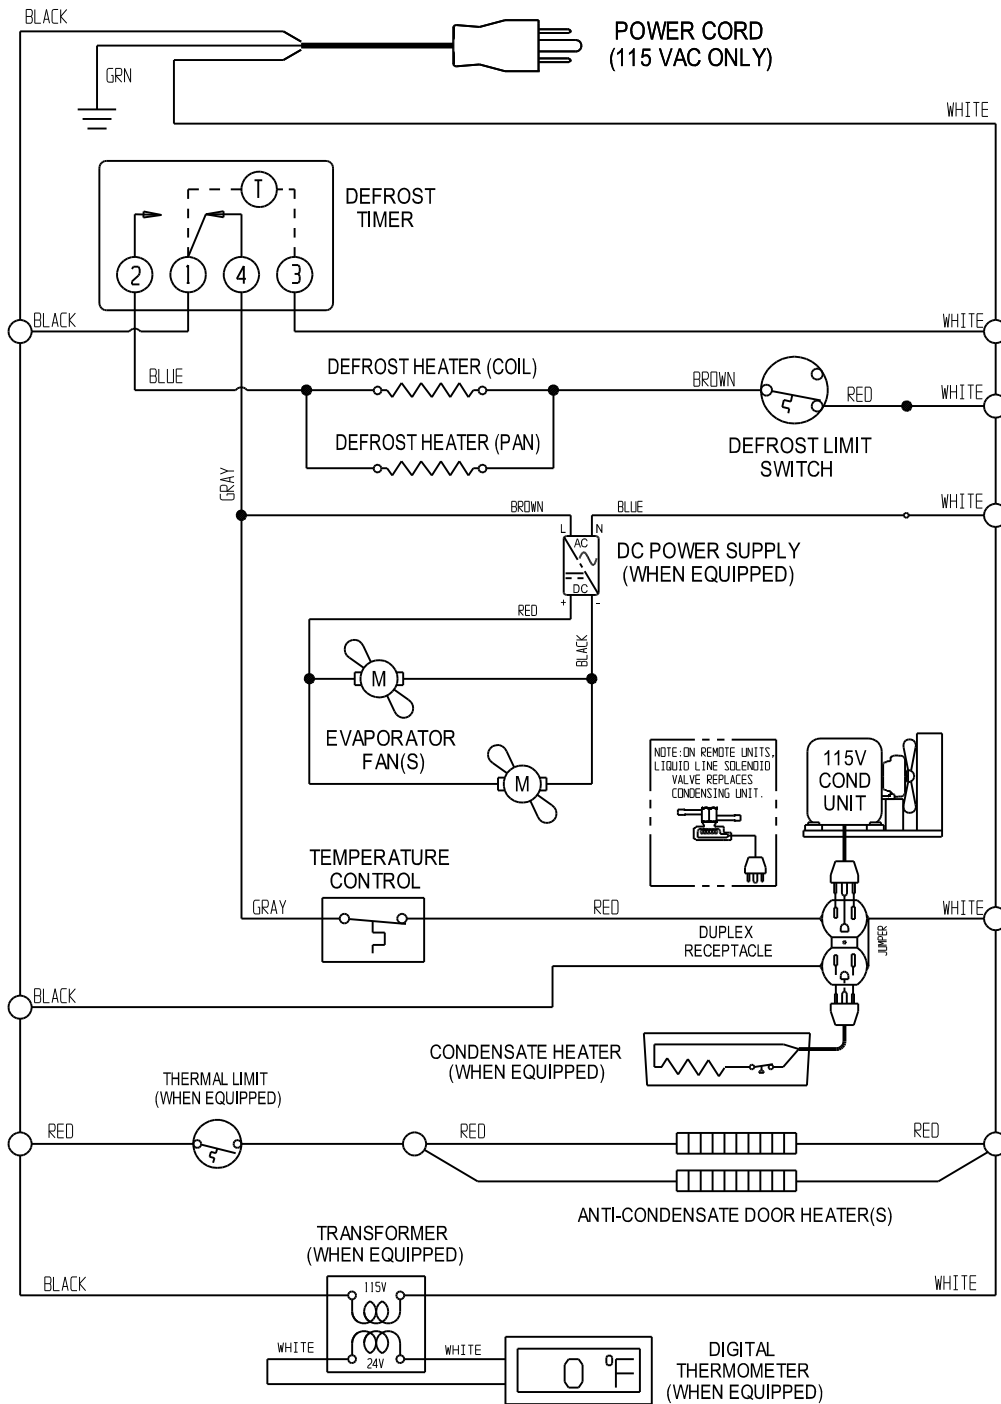 BLACK
POWER CORD
(115 VAC ONLY)
GRN
WHITE
T
DEFROST
TIMER
2
1
4
3
BLACK
WHITE
BLUE
DEFROST HEATER (COIL)
BROWN
RED
WHITE
DEFROST HEATER (PAN)
DEFROST LIMIT
SWITCH
GRAY
BROWN
BLUE
WHITE
L
N
AC
DC
+
-
DC POWER SUPPLY
(WHEN EQUIPPED)
RED
BLACK
M
EVAPORATOR
FAN(S)
M
NOTE:ON REMOTE UNITS,
LIQUID LINE SOLENOID
VALVE REPLACES
CONDENSING UNIT.
115V
COND
UNIT
TEMPERATURE
CONTROL
GRAY
RED
WHITE
DUPLEX
RECEPTACLE
JUMPER
BLACK
CONDENSATE HEATER
(WHEN EQUIPPED)
THERMAL LIMIT
(WHEN EQUIPPED)
RED
RED
RED
ANTI-CONDENSATE DOOR HEATER(S)
TRANSFORMER
(WHEN EQUIPPED)
BLACK
115V
WHITE
WHITE
24V
WHITE
0 °F
DIGITAL
THERMOMETER
(WHEN EQUIPPED)